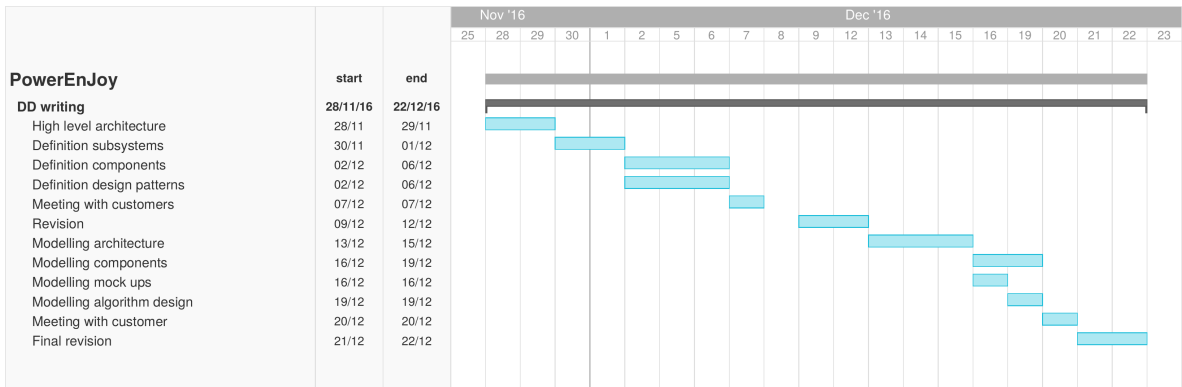 Nov '16 Dec '16
25 28 29 30 1 2 5 6 7 8 9 12 13 14 15 16 19 20 21 22 23
PowerEnJoy start end
DD writing 28/11/16 22/12/16
High level architecture 28/11 29/11
Definition subsystems 30/11 01/12
Definition components 02/12 06/12
Definition design patterns 02/12 06/12
Meeting with customers 07/12 07/12
Revision 09/12 12/12
Modelling architecture 13/12 15/12
Modelling components 16/12 19/12
Modelling mock ups 16/12 16/12
Modelling algorithm design 19/12 19/12
Meeting with customer 20/12 20/12
Final revision 21/12 22/12